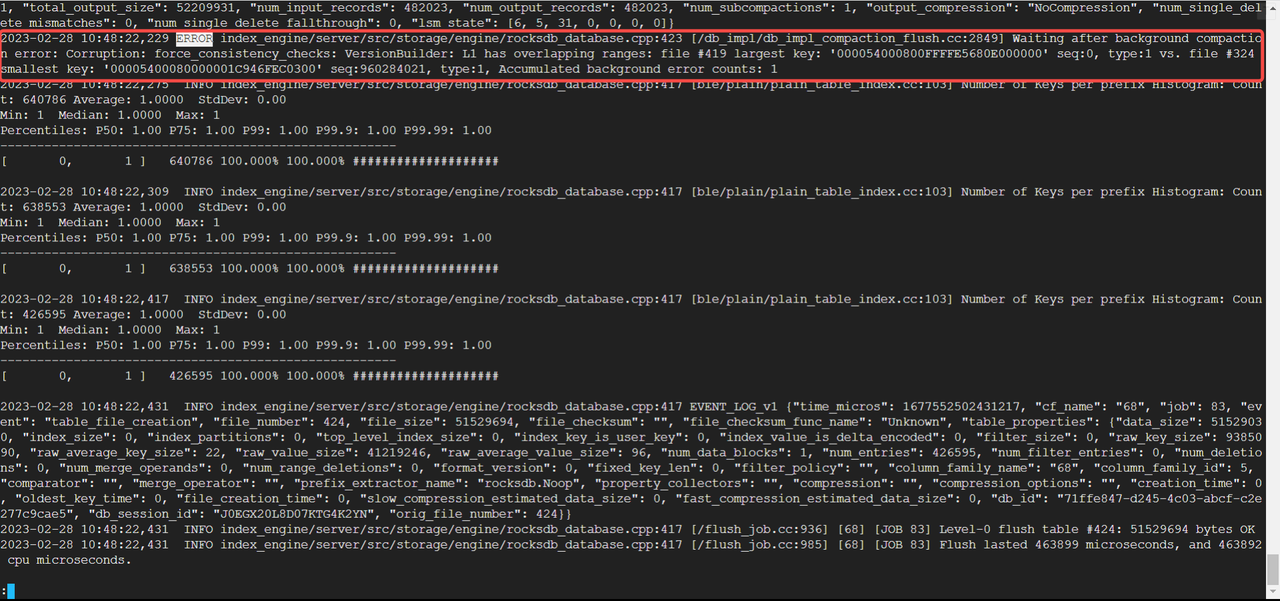 1, "total_output_size": 52209931, "num_input_records": 482023, "num_output_records": 482023, "num_subcompactions": 1, "output_compression": "NoCompression", "num_single_del
ete_mismatches": 0, "num_single_delete_fallthrough": 0, "lsm_state": [6, 5, 31, 0, 0, 0, 0]}
2023-02-28 10:48:22,229 ERROR index_engine/server/src/storage/engine/rocksdb_database.cpp:423 [/db_impl/db_impl_compaction_flush.cc:2849] Waiting after background compactio
n error: Corruption: force_consistency_checks: VersionBuilder: L1 has overlapping ranges: file #419 largest key: '000054000800FFFFE5680E000000' seq:0, type:1 vs. file #324
smallest key: '00005400080000001C946FEC0300' seq:960284021, type:1, Accumulated background error counts: 1
2023-02-28 10:48:22,275  INFO index_engine/server/src/storage/engine/rocksdb_database.cpp:417 [ble/plain/plain_table_index.cc:103] Number of Keys per prefix Histogram: Coun
t: 640786 Average: 1.0000  StdDev: 0.00
Min: 1  Median: 1.0000  Max: 1
Percentiles: P50: 1.00 P75: 1.00 P99: 1.00 P99.9: 1.00 P99.99: 1.00
---------------------------------------------------
[       0,       1 ]   640786 100.000% 100.000% ####################
2023-02-28 10:48:22,309  INFO index_engine/server/src/storage/engine/rocksdb_database.cpp:417 [ble/plain/plain_table_index.cc:103] Number of Keys per prefix Histogram: Coun
t: 638553 Average: 1.0000  StdDev: 0.00
Min: 1  Median: 1.0000  Max: 1
Percentiles: P50: 1.00 P75: 1.00 P99: 1.00 P99.9: 1.00 P99.99: 1.00
---------------------------------------------------
[       0,       1 ]   638553 100.000% 100.000% ####################
2023-02-28 10:48:22,417  INFO index_engine/server/src/storage/engine/rocksdb_database.cpp:417 [ble/plain/plain_table_index.cc:103] Number of Keys per prefix Histogram: Coun
t: 426595 Average: 1.0000  StdDev: 0.00
Min: 1  Median: 1.0000  Max: 1
Percentiles: P50: 1.00 P75: 1.00 P99: 1.00 P99.9: 1.00 P99.99: 1.00
---------------------------------------------------
[       0,       1 ]   426595 100.000% 100.000% ####################
2023-02-28 10:48:22,431  INFO index_engine/server/src/storage/engine/rocksdb_database.cpp:417 EVENT_LOG_v1 {"time_micros": 1677552502431217, "cf_name": "68", "job": 83, "ev
ent": "table_file_creation", "file_number": 424, "file_size": 51529694, "file_checksum": "", "file_checksum_func_name": "Unknown", "table_properties": {"data_size": 5152903
0, "index_size": 0, "index_partitions": 0, "top_level_index_size": 0, "index_key_is_user_key": 0, "index_value_is_delta_encoded": 0, "filter_size": 0, "raw_key_size": 93850
90, "raw_average_key_size": 22, "raw_value_size": 41219246, "raw_average_value_size": 96, "num_data_blocks": 1, "num_entries": 426595, "num_filter_entries": 0, "num_deletio
ns": 0, "num_merge_operands": 0, "num_range_deletions": 0, "format_version": 0, "fixed_key_len": 0, "filter_policy": "", "column_family_name": "68", "column_family_id": 5,
"comparator": "", "merge_operator": "", "prefix_extractor_name": "rocksdb.Noop", "property_collectors": "", "compression": "", "compression_options": "", "creation_time": 0
, "oldest_key_time": 0, "file_creation_time": 0, "slow_compression_estimated_data_size": 0, "fast_compression_estimated_data_size": 0, "db_id": "71ffe847-d245-4c03-abcf-c2e
277c9cae5", "db_session_id": "J0EGX20L8D07KTG4K2YN", "orig_file_number": 424}}
2023-02-28 10:48:22,431  INFO index_engine/server/src/storage/engine/rocksdb_database.cpp:417 [/flush_job.cc:936] [68] [JOB 83] Level-0 flush table #424: 51529694 bytes OK
2023-02-28 10:48:22,431  INFO index_engine/server/src/storage/engine/rocksdb_database.cpp:417 [/flush_job.cc:985] [68] [JOB 83] Flush lasted 463899 microseconds, and 463892
 cpu microseconds.
: